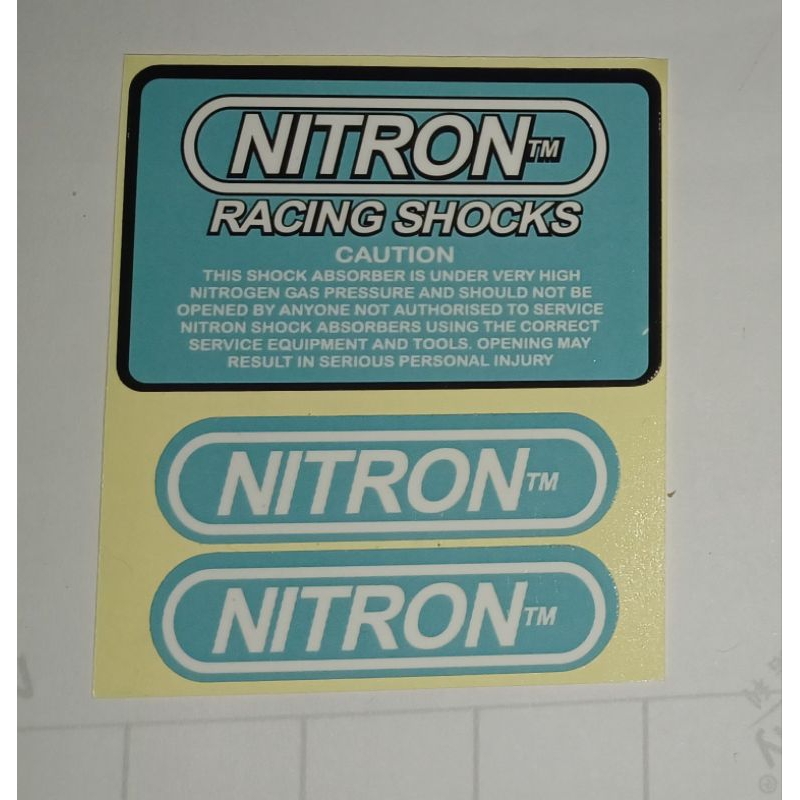 NITRON™
RACING SHOCKS
CAUTION
THIS SHOCK ABSORBER IS UNDER VERY HIGH
NITROGEN GAS PRESSURE AND SHOULD NOT BE
OPENED BY ANYONE NOT AUTHORISED TO SERVICE
NITRON SHOCK ABSORBERS USING THE CORRECT
SERVICE EQUIPMENT AND TOOLS. OPENING MAY
RESULT IN SERIOUS PERSONAL INJURY
NITRON™
NITRON™